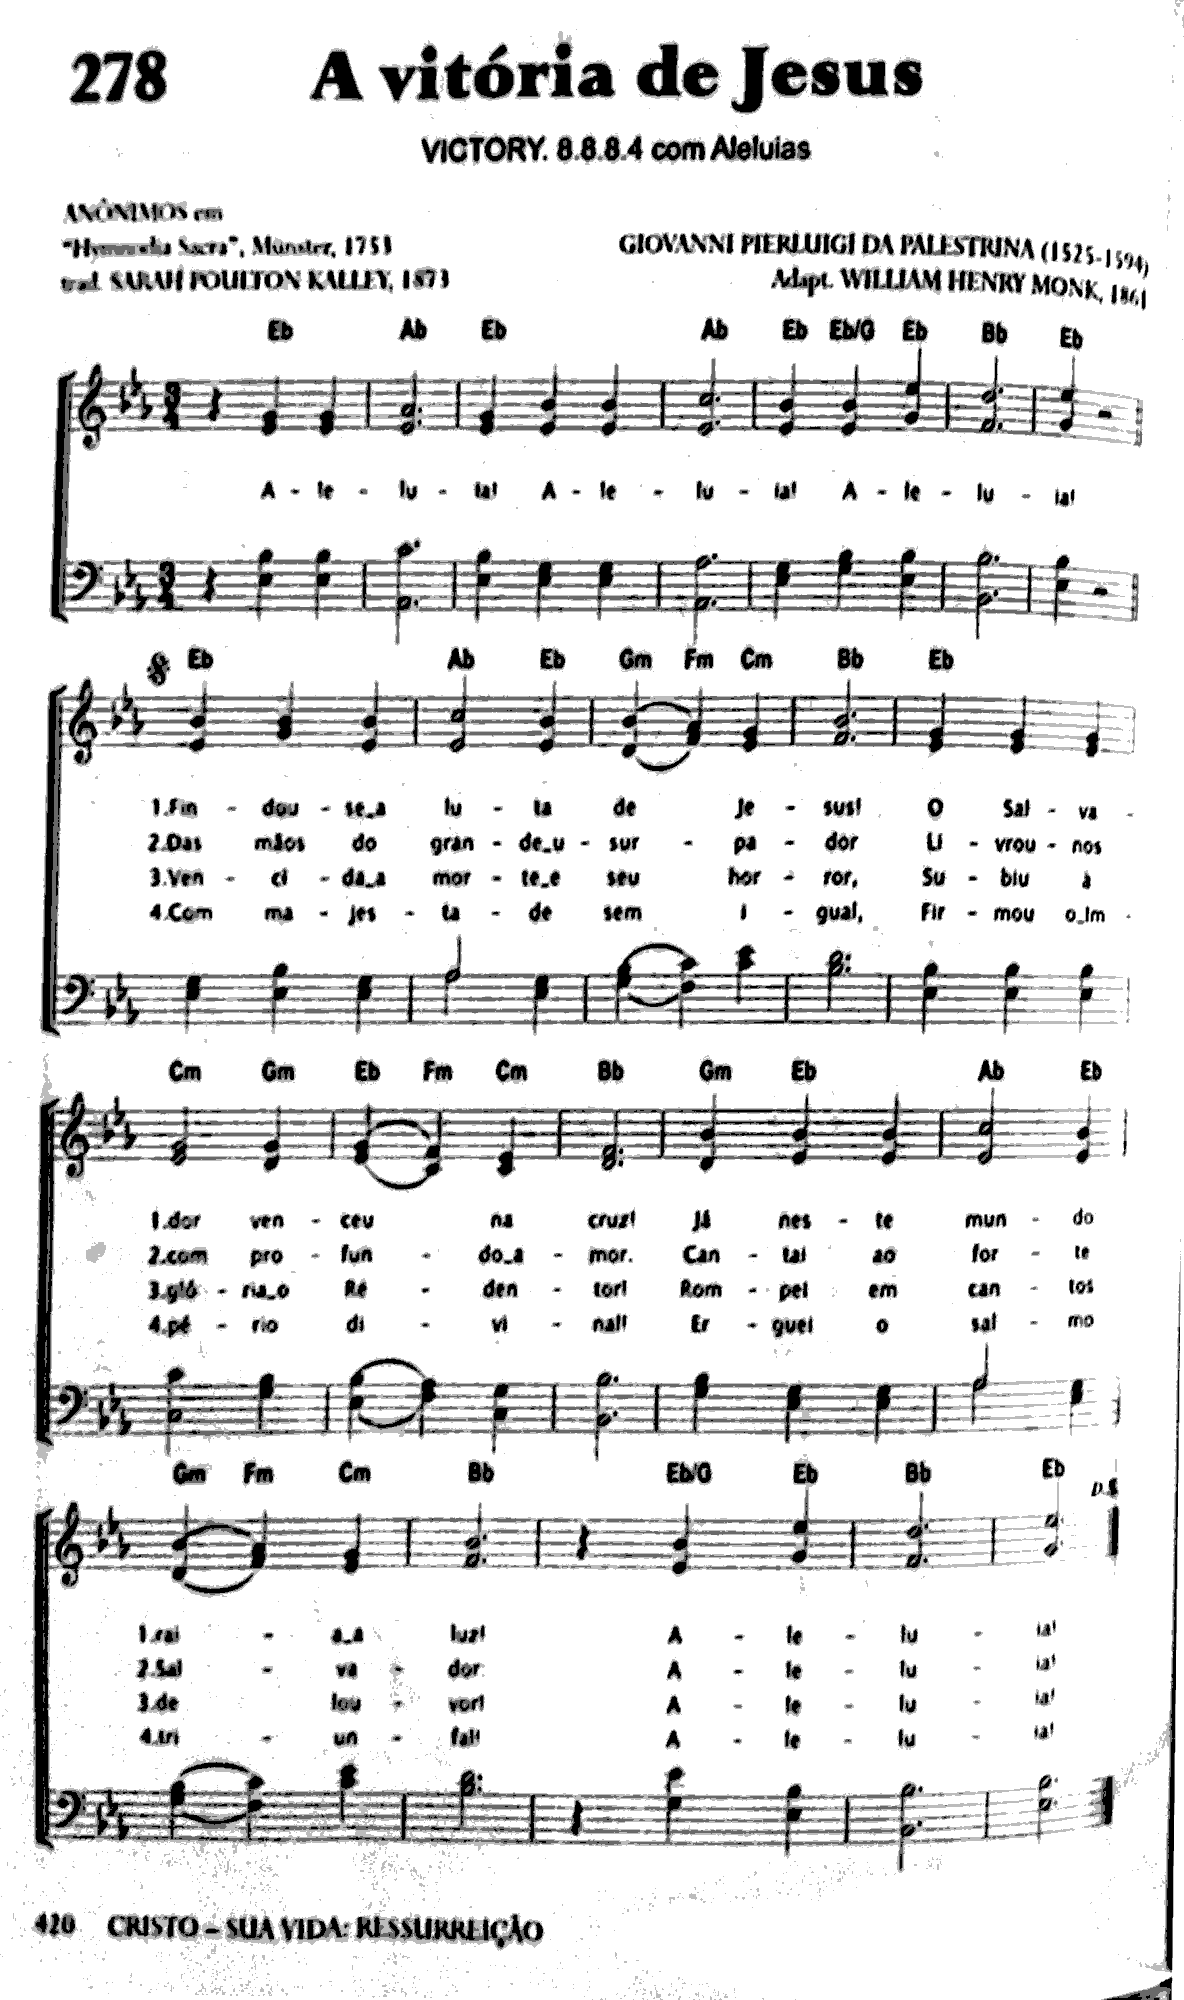 278 A vitória de Jesus
VICTORY. 8.8.8.4 com Aleluias
ANÔNIMOS em
"Hymnodia Sacra", Münster, 1753
GIOVANNI PIERLUIGI DA PALESTRINA (1525-1594)
trad. SARAH POULTON KALLEY, 1873
Adapt. WILLIAM HENRY MONK, 1861
Eb Ab Eb Ab Eb Eb/G Eb Bb Eb
3 4
A - le - lu - ia! A - le - lu - ia! A - le - lu - ia!
3 4
Eb Ab Eb Gm Fm Cm Bb Eb
1.Fin - dou - se_a lu - ta de Je - sus! O Sal - va -
2.Das mãos do gran - de_u - sur - pa - dor Li - vrou - nos
3.Ven - ci - da_a mor - te_e seu hor - ror, Su - biu à
4.Com ma - jes - ta - de sem i - gual, Fir - mou o_Im -
Cm Gm Eb Fm Cm Bb Gm Eb Ab Eb
1.dor ven - ceu na cruz! Já nes - te mun - do
2.com pro - fun - do_a - mor. Can - tai ao for - te
3.gló - ria_o Re - den - tor! Rom - pei em can - tos
4.pé - rio di - vi - nal! Er - guei o sal - mo
Gm Fm Cm Bb Eb/G Eb Bb Eb D.S
1.rai - a_a luz! A - le - lu - ia!
2.Sal - va - dor: A - le - lu - ia!
3.de lou - vor! A - le - lu - ia!
4.tri - un - fal! A - le - lu - ia!
420 CRISTO – SUA VIDA: RESSURREIÇÃO